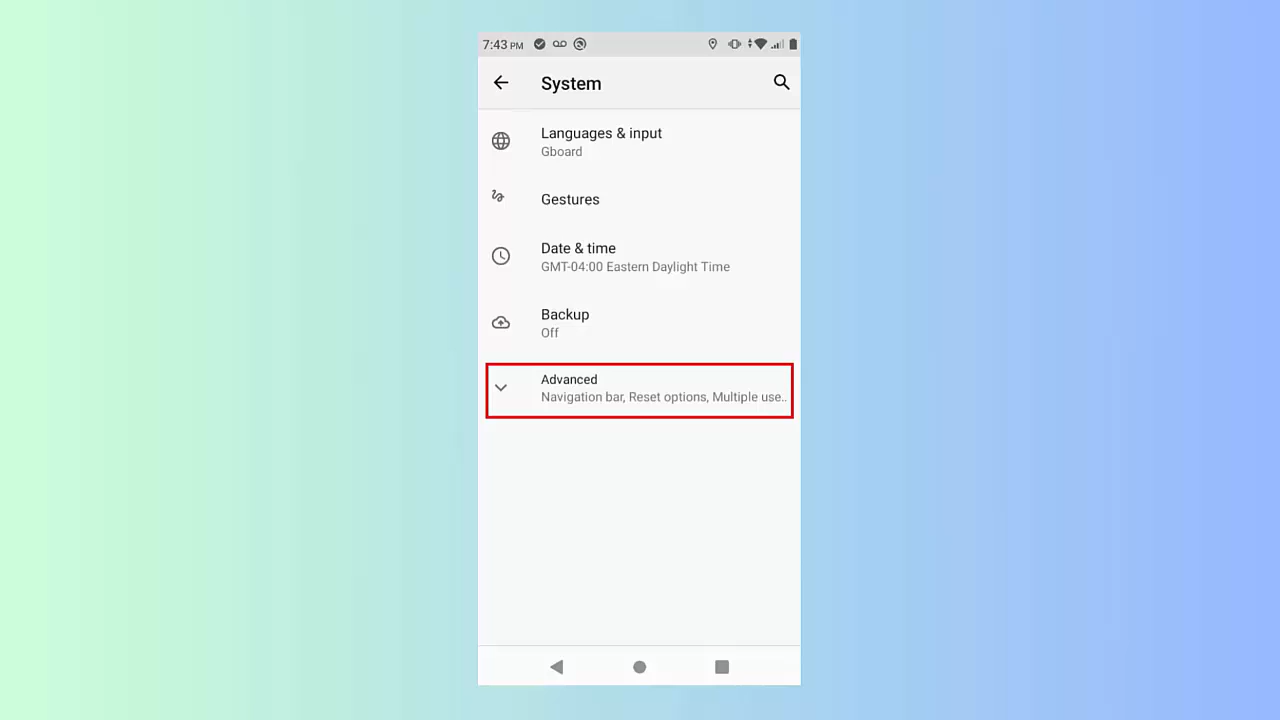 7:43 PM
System
Languages & input
Gboard
Gestures
Date & time
GMT-04:00 Eastern Daylight Time
Backup
Off
Advanced
Navigation bar, Reset options, Multiple use..